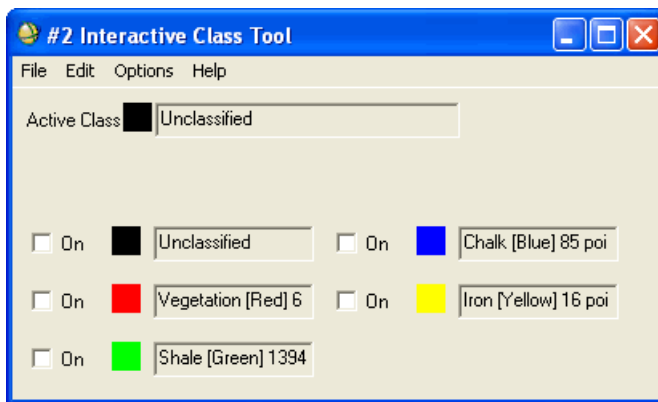 #2 Interactive Class Tool
File Edit Options Help
Active Class Unclassified
On Unclassified On Chalk [Blue] 85 poi
On Vegetation [Red] 6 On Iron [Yellow] 16 poi
On Shale [Green] 1394